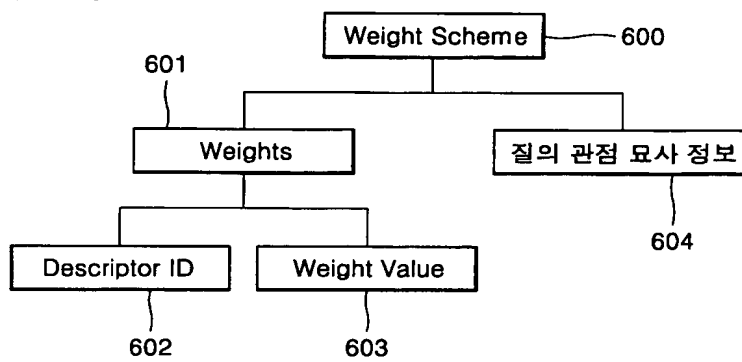 Weight Scheme
600
601
Weights
질의 관점 묘사 정보
604
Descriptor ID
Weight Value
602
603